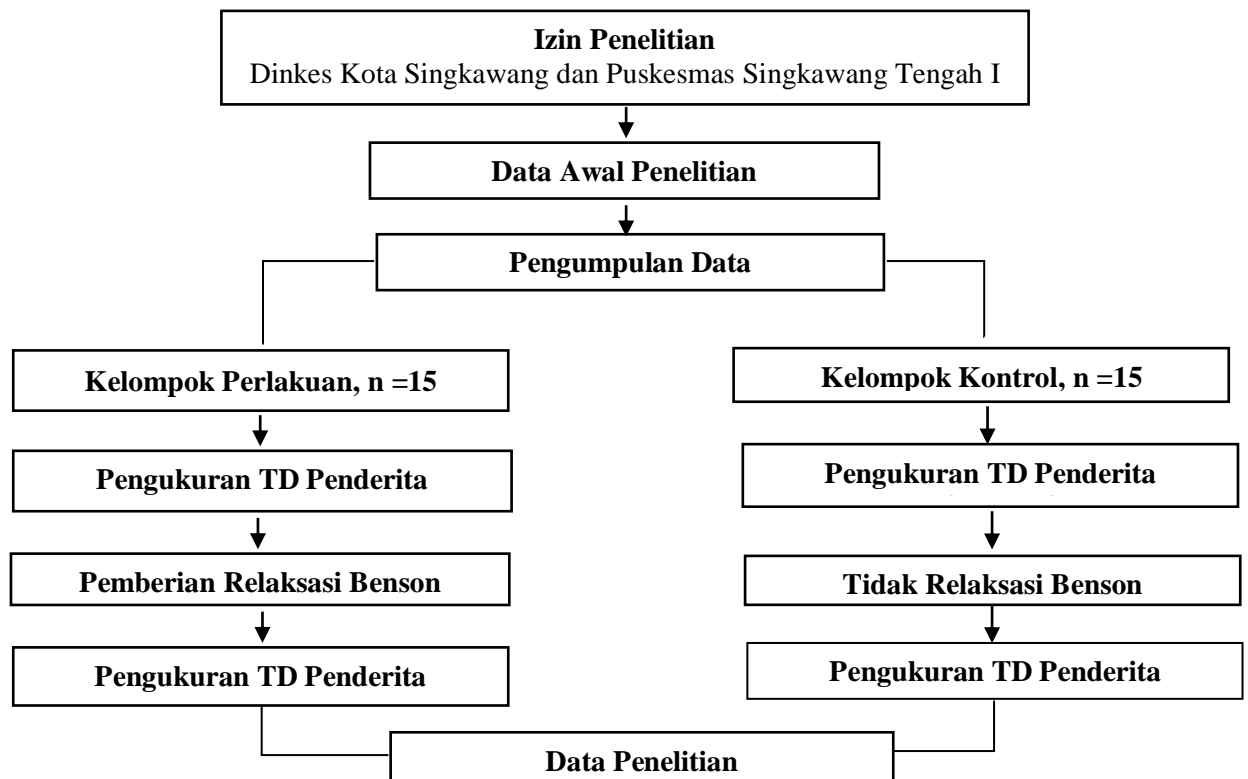 Izin Penelitian
Dinkes Kota Singkawang dan Puskesmas Singkawang Tengah I
Data Awal Penelitian
Pengumpulan Data
Kelompok Perlakuan, n =15
Kelompok Kontrol, n =15
Pengukuran TD Penderita
Pengukuran TD Penderita
Pemberian Relaksasi Benson
Tidak Relaksasi Benson
Pengukuran TD Penderita
Pengukuran TD Penderita
Data Penelitian